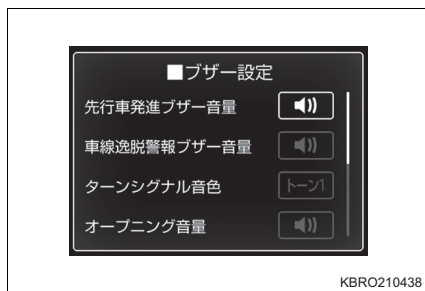 ■ブザー設定
先行車発進ブザー音量
車線逸脱警報ブザー音量
ターンシグナル音色 トーン1
オープニング音量
KBRO210438